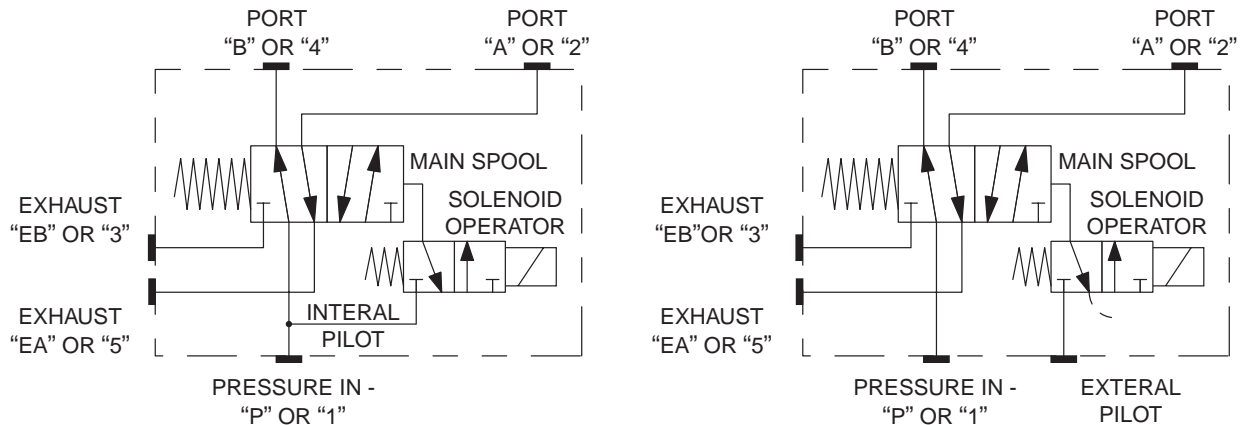 PORT
“B” OR “4”
PORT
“A” OR “2”
MAIN SPOOL
SOLENOID
OPERATOR
EXHAUST
“EB” OR “3”
EXHAUST
“EA” OR “5”
INTERAL
PILOT
PRESSURE IN -
“P” OR “1”
PORT
“B” OR “4”
PORT
“A” OR “2”
MAIN SPOOL
SOLENOID
OPERATOR
EXHAUST
“EB”OR “3”
EXHAUST
“EA” OR “5”
PRESSURE IN -
“P” OR “1”
EXTERAL
PILOT